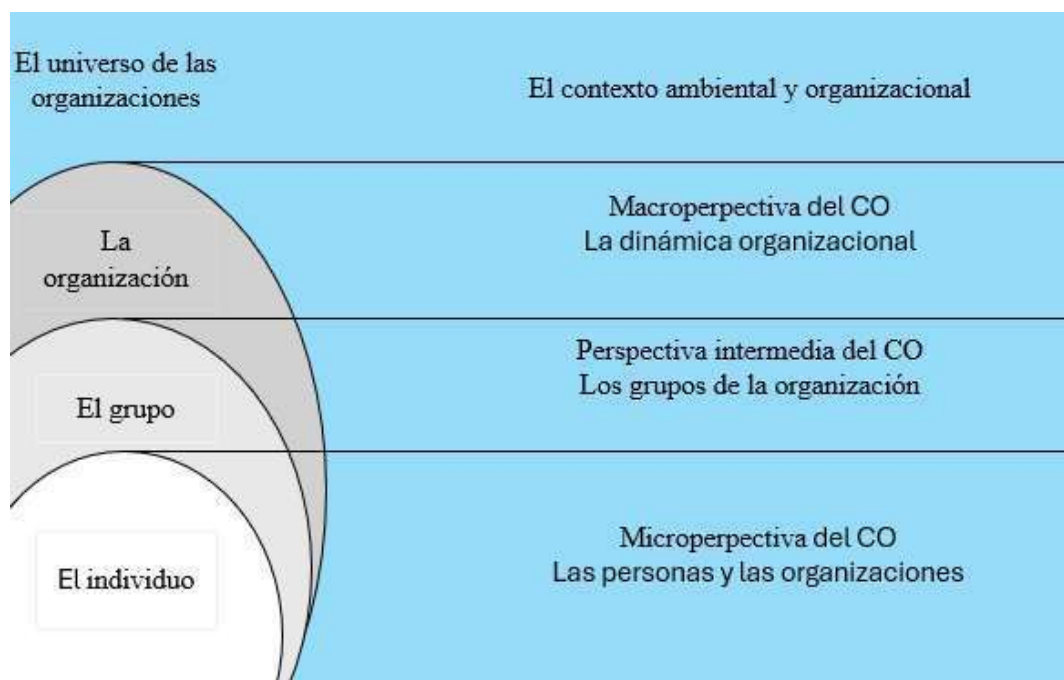 El universo de las
organizaciones
El contexto ambiental y organizacional
La
organización
Macroperpectiva del CO
La dinámica organizacional
El grupo
Perspectiva intermedia del CO
Los grupos de la organización
El individuo
Microperpectiva del CO
Las personas y las organizaciones